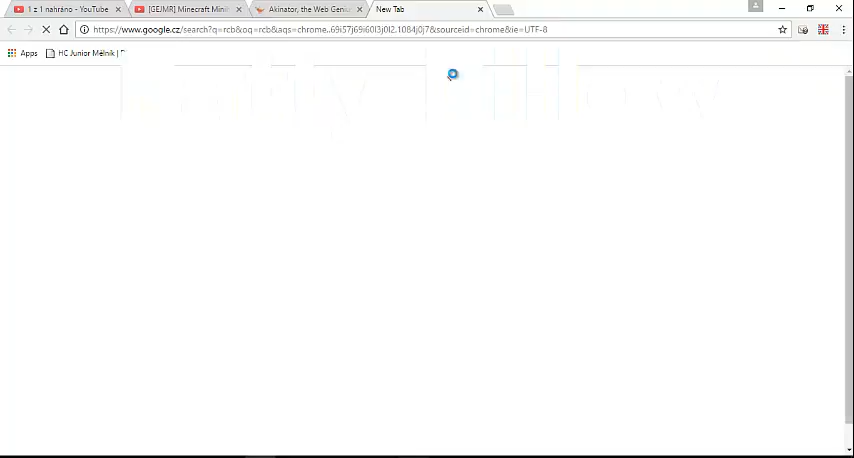 1 z 1 nahráno - YouTube
[GEJMR] Minecraft Mini
Akinator, the Web Geniu
New Tab
https://www.google.cz/search?q=rcb&oq=rcb&aqs=chrome..69i57j69i60l3j0l2.1084j0j7&sourceid=chrome&ie=UTF-8
Apps
HC Junior Mělník |